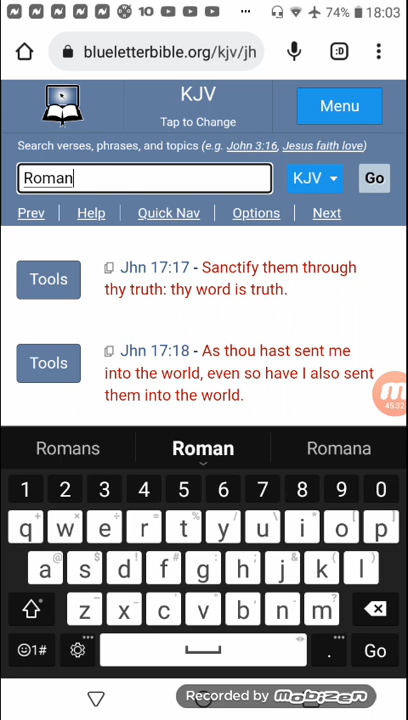 10 ... 74% 18:03
blueletterbible.org/kjv/jh :D
KJV
Tap to Change
Menu
Search verses, phrases, and topics (e.g. John 3:16, Jesus faith love)
Roman KJV Go
Prev | Help | Quick Nav | Options | Next
Tools
Jhn 17:17 - Sanctify them through
thy truth: thy word is truth.
Tools
Jhn 17:18 - As thou hast sent me
into the world, even so have I also sent
them into the world.
45:32
Romans Roman Romana
1 2 3 4 5 6 7 8 9 0
q w e r t y u i o p
a s d f g h j k l
z x c v b n m
1# . Go
Recorded by mobizen